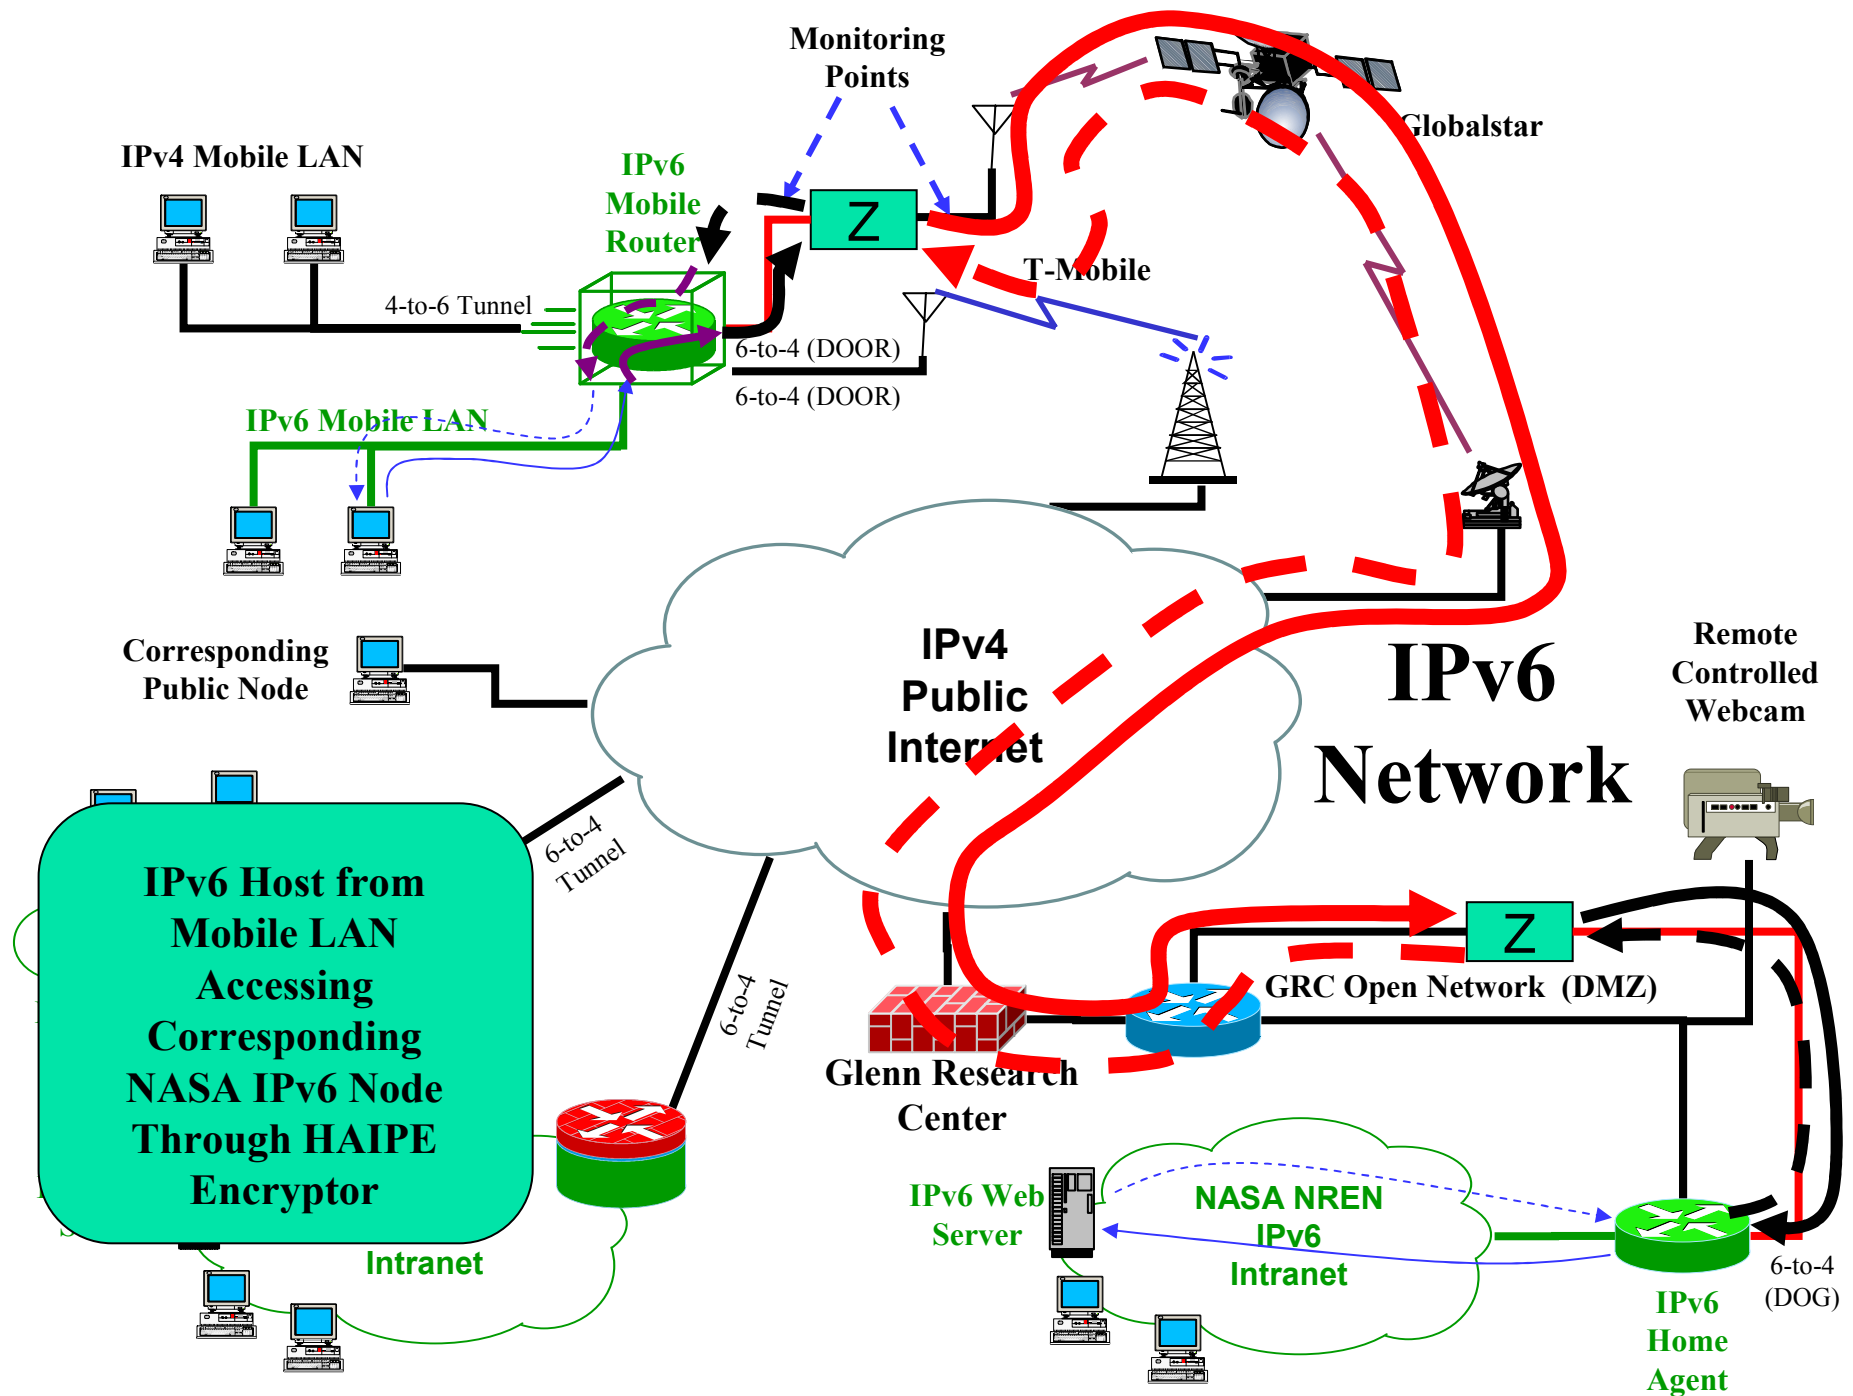 Monitoring
Points
Globalstar
IPv4 Mobile LAN
IPv6
Mobile
Router
Z
T-Mobile
4-to-6 Tunnel
6-to-4 (DOOR)
6-to-4 (DOOR)
IPv6 Mobile LAN
Corresponding
Public Node
IPv4
Public
Internet
IPv6
Network
Remote
Controlled
Webcam
6-to-4
Tunnel
6-to-4
Tunnel
IPv6 Host from
Mobile LAN
Accessing
Corresponding
NASA IPv6 Node
Through HAIPE
Encryptor
Intranet
Z
GRC Open Network (DMZ)
Glenn Research
Center
IPv6 Web
Server
NASA NREN
IPv6
Intranet
6-to-4
(DOG)
IPv6
Home
Agent